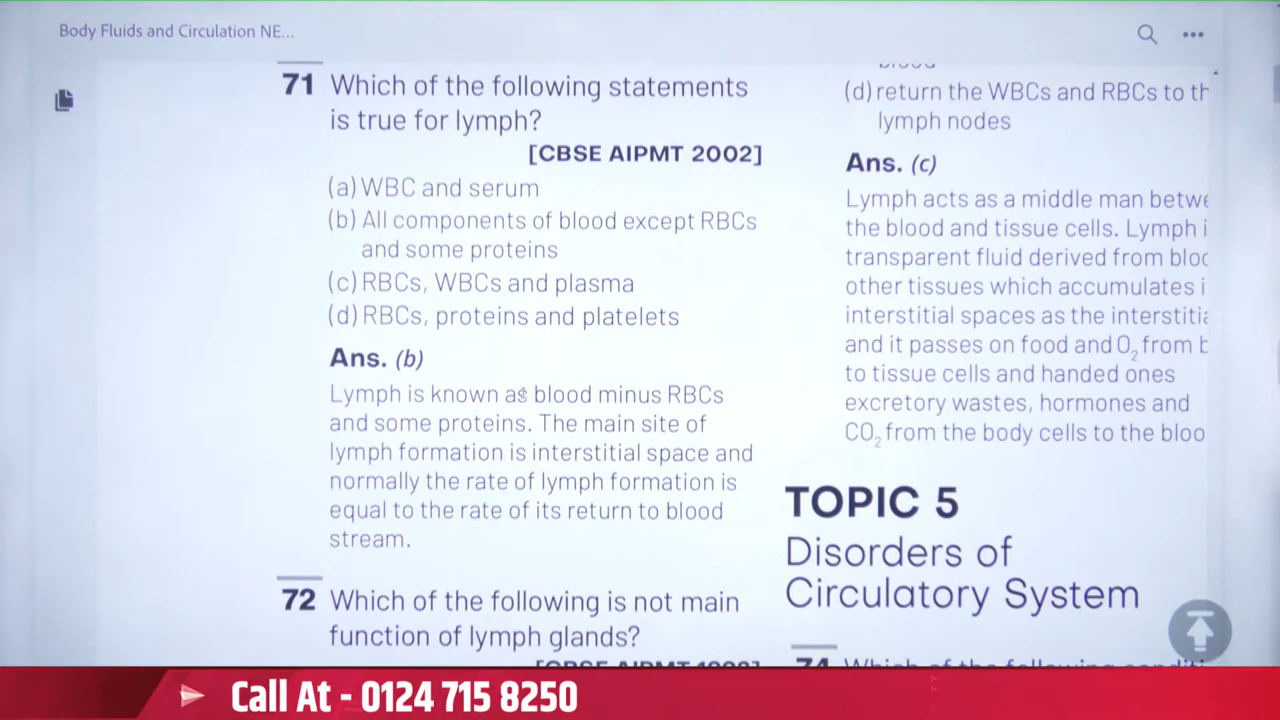 Body Fluids and Circulation NE...
71 Which of the following statements
is true for lymph?
[CBSE AIPMT 2002]
(a) WBC and serum
(b) All components of blood except RBCs
and some proteins
(c) RBCs, WBCs and plasma
(d) RBCs, proteins and platelets
Ans. (b)
Lymph is known as blood minus RBCs
and some proteins. The main site of
lymph formation is interstitial space and
normally the rate of lymph formation is
equal to the rate of its return to blood
stream.
72 Which of the following is not main
function of lymph glands?
(d) return the WBCs and RBCs to th
lymph nodes
Ans. (c)
Lymph acts as a middle man betwe
the blood and tissue cells. Lymph i
transparent fluid derived from bloo
other tissues which accumulates i
interstitial spaces as the interstitia
and it passes on food and O₂ from b
to tissue cells and handed ones
excretory wastes, hormones and
CO₂ from the body cells to the bloo
TOPIC 5
Disorders of
Circulatory System
74 Which of the following conditi
Call At - 0124 715 8250